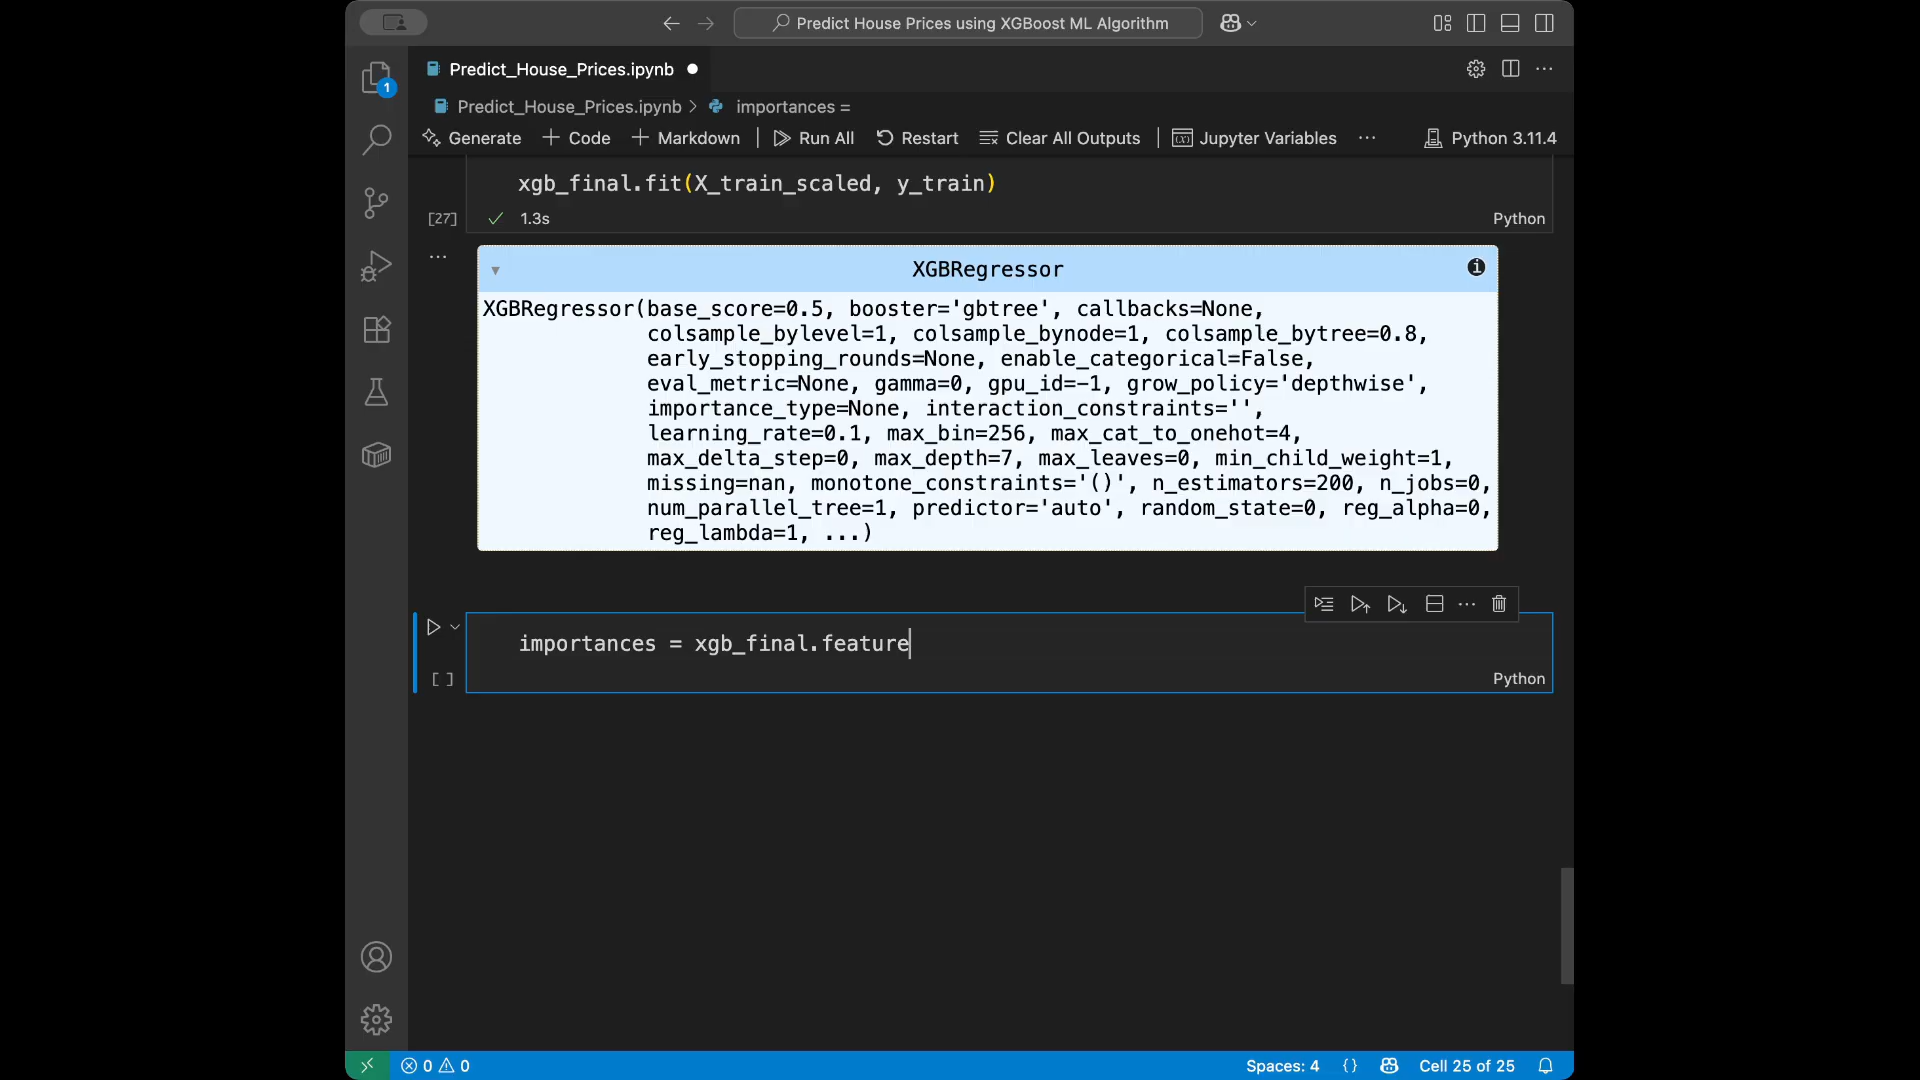 Predict House Prices using XGBoost ML Algorithm
1
Predict_House_Prices.ipynb
Predict_House_Prices.ipynb > importances =
Generate + Code + Markdown | Run All Restart Clear All Outputs | Jupyter Variables ... Python 3.11.4
xgb_final.fit(X_train_scaled, y_train)
[27] ✓ 1.3s Python
...
XGBRegressor
XGBRegressor(base_score=0.5, booster='gbtree', callbacks=None,
colsample_bylevel=1, colsample_bynode=1, colsample_bytree=0.8,
early_stopping_rounds=None, enable_categorical=False,
eval_metric=None, gamma=0, gpu_id=-1, grow_policy='depthwise',
importance_type=None, interaction_constraints='',
learning_rate=0.1, max_bin=256, max_cat_to_onehot=4,
max_delta_step=0, max_depth=7, max_leaves=0, min_child_weight=1,
missing=nan, monotone_constraints='()', n_estimators=200, n_jobs=0,
num_parallel_tree=1, predictor='auto', random_state=0, reg_alpha=0,
reg_lambda=1, ...)
importances = xgb_final.feature
[ ] Python
0 0 Spaces: 4 {} Cell 25 of 25